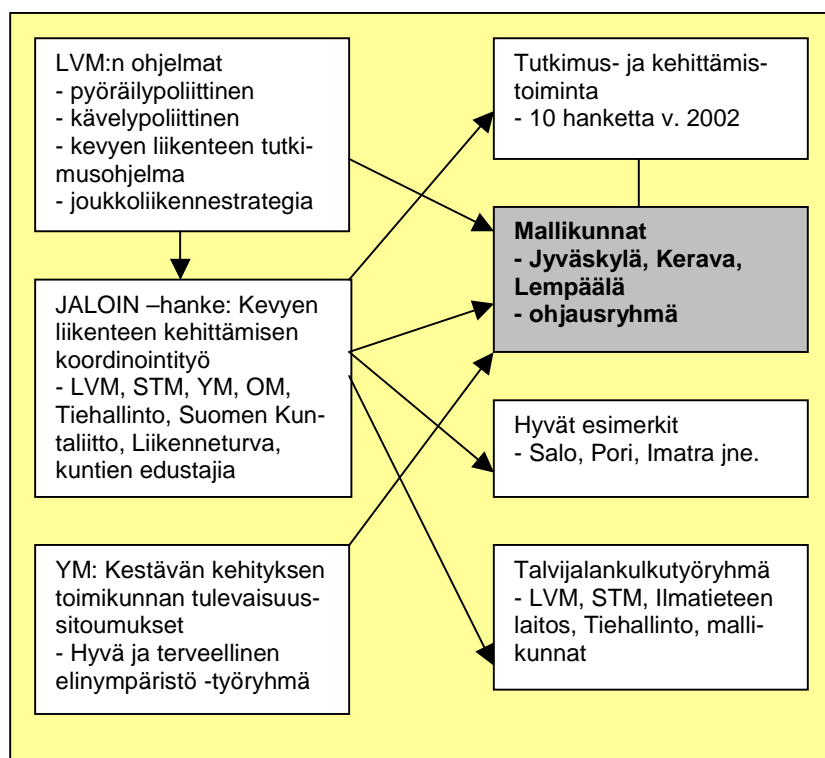 LVM:n ohjelmat
- pyöräilypoliittinen
- kävelypoliittinen
- kevyen liikenteen tutki-
musohjelma
- joukkoliikennestrategia
JALOIN –hanke: Kevyen
liikenteen kehittämisen
koordinointityö
- LVM, STM, YM, OM,
Tiehallinto, Suomen Kun-
taliitto, Liikenneturva,
kuntien edustajia
YM: Kestävän kehityksen
toimikunnan tulevaisuus-
sitoumukset
- Hyvä ja terveellinen
elinympäristö -työryhmä
Tutkimus- ja kehittämis-
toiminta
- 10 hanketta v. 2002
Mallikunnat
- Jyväskylä, Kerava,
Lempäälä
- ohjausryhmä
Hyvät esimerkit
- Salo, Pori, Imatra jne.
Talvijalankulkutyöryhmä
- LVM, STM, Ilmatieteen
laitos, Tiehallinto, malli-
kunnat